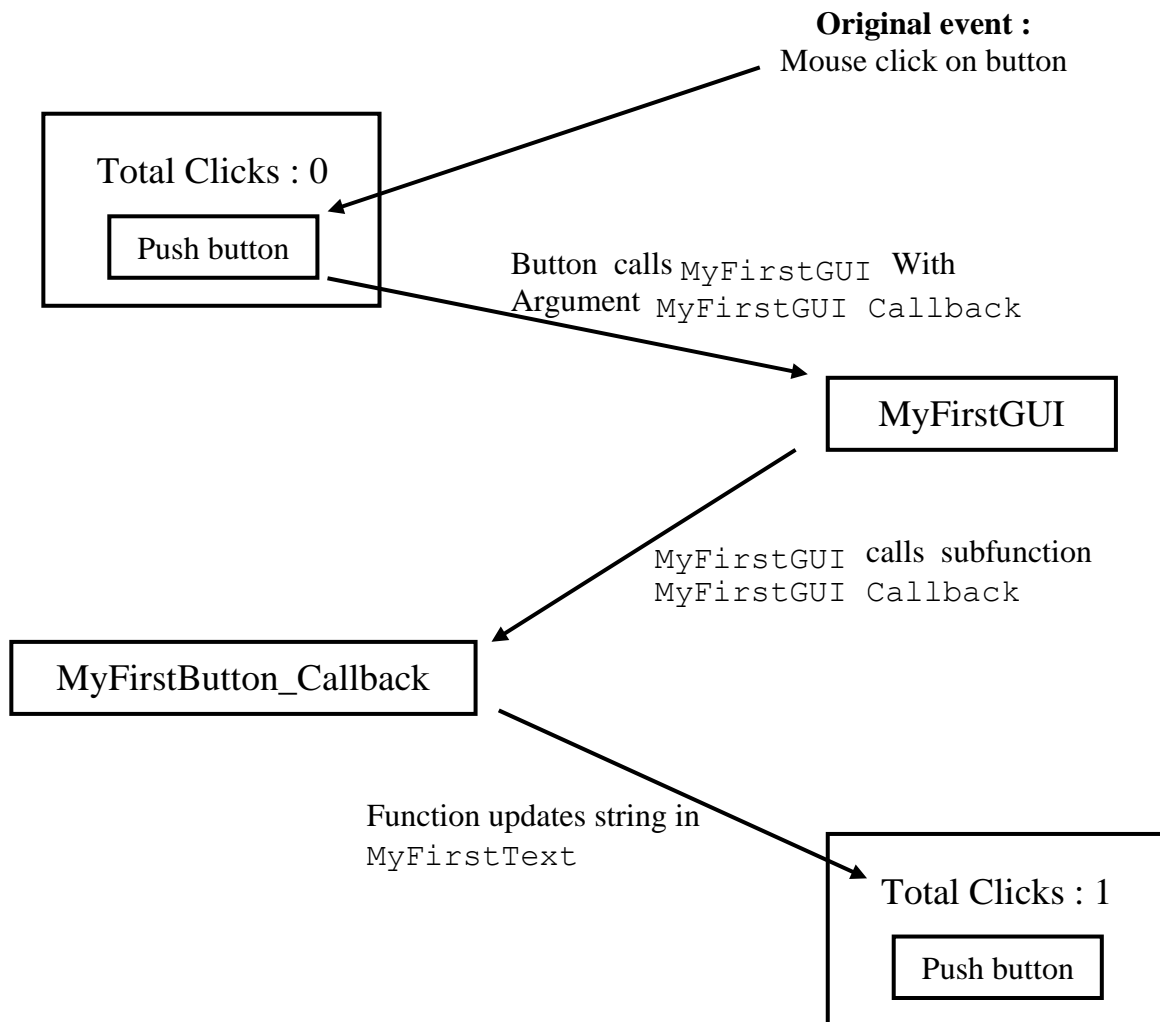 Original event :
Mouse click on button
Total Clicks : 0
Push button
Button calls MyFirstGUI With
Argument MyFirstGUI Callback
MyFirstGUI
MyFirstGUI calls subfunction
MyFirstGUI Callback
MyFirstButton_Callback
Function updates string in
MyFirstText
Total Clicks : 1
Push button